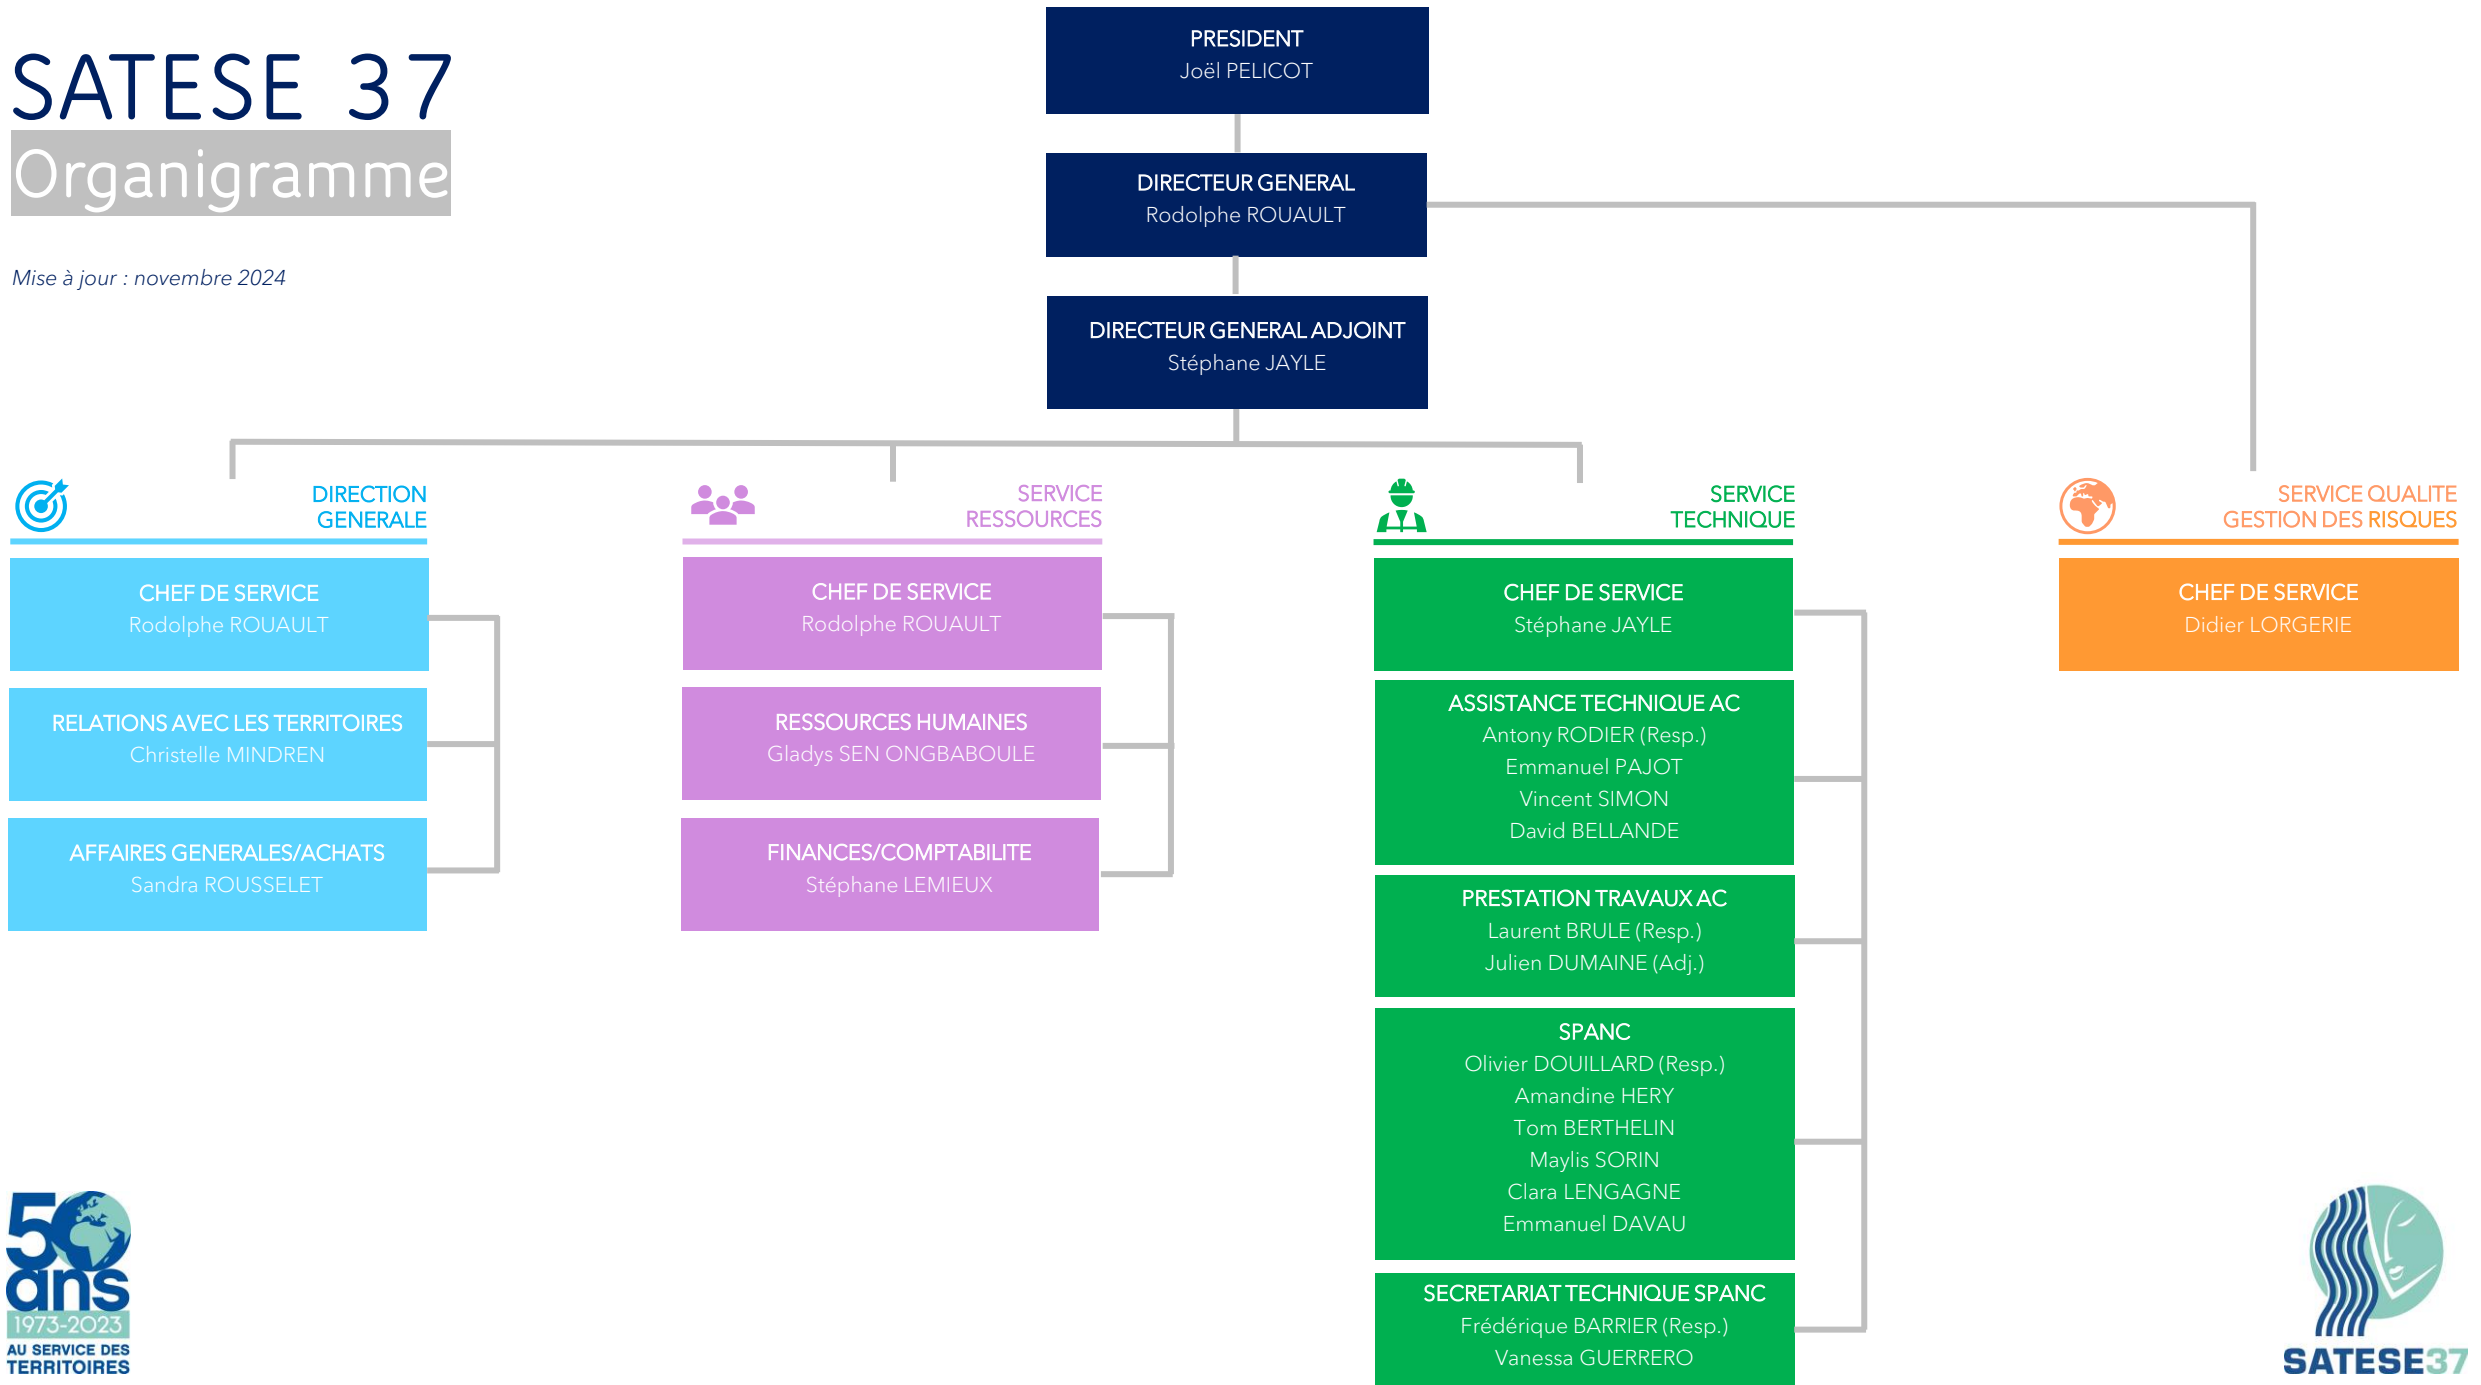 SATESE 37
Organigramme
Mise à jour : novembre 2024
PRESIDENT
Joël PELICOT
DIRECTEUR GENERAL
Rodolphe ROUAULT
DIRECTEUR GENERAL ADJOINT
Stéphane JAYLE
DIRECTION
GENERALE
CHEF DE SERVICE
Rodolphe ROUAULT
RELATIONS AVEC LES TERRITOIRES
Christelle MINDREN
AFFAIRES GENERALES/ACHATS
Sandra ROUSSELET
SERVICE
RESSOURCES
CHEF DE SERVICE
Rodolphe ROUAULT
RESSOURCES HUMAINES
Gladys SEN ONGBABOULE
FINANCES/COMPTABILITE
Stéphane LEMIEUX
SERVICE
TECHNIQUE
CHEF DE SERVICE
Stéphane JAYLE
ASSISTANCE TECHNIQUE AC
Antony RODIER (Resp.)
Emmanuel PAJOT
Vincent SIMON
David BELLANDE
PRESTATION TRAVAUX AC
Laurent BRULE (Resp.)
Julien DUMAINE (Adj.)
SPANC
Olivier DOUILLARD (Resp.)
Amandine HERY
Tom BERTHELIN
Maylis SORIN
Clara LENGAGNE
Emmanuel DAVAU
SECRETARIAT TECHNIQUE SPANC
Frédérique BARRIER (Resp.)
Vanessa GUERRERO
SERVICE QUALITE
GESTION DES RISQUES
CHEF DE SERVICE
Didier LORGERIE
50
ans
1973-2023
AU SERVICE DES
TERRITOIRES
SATESE37